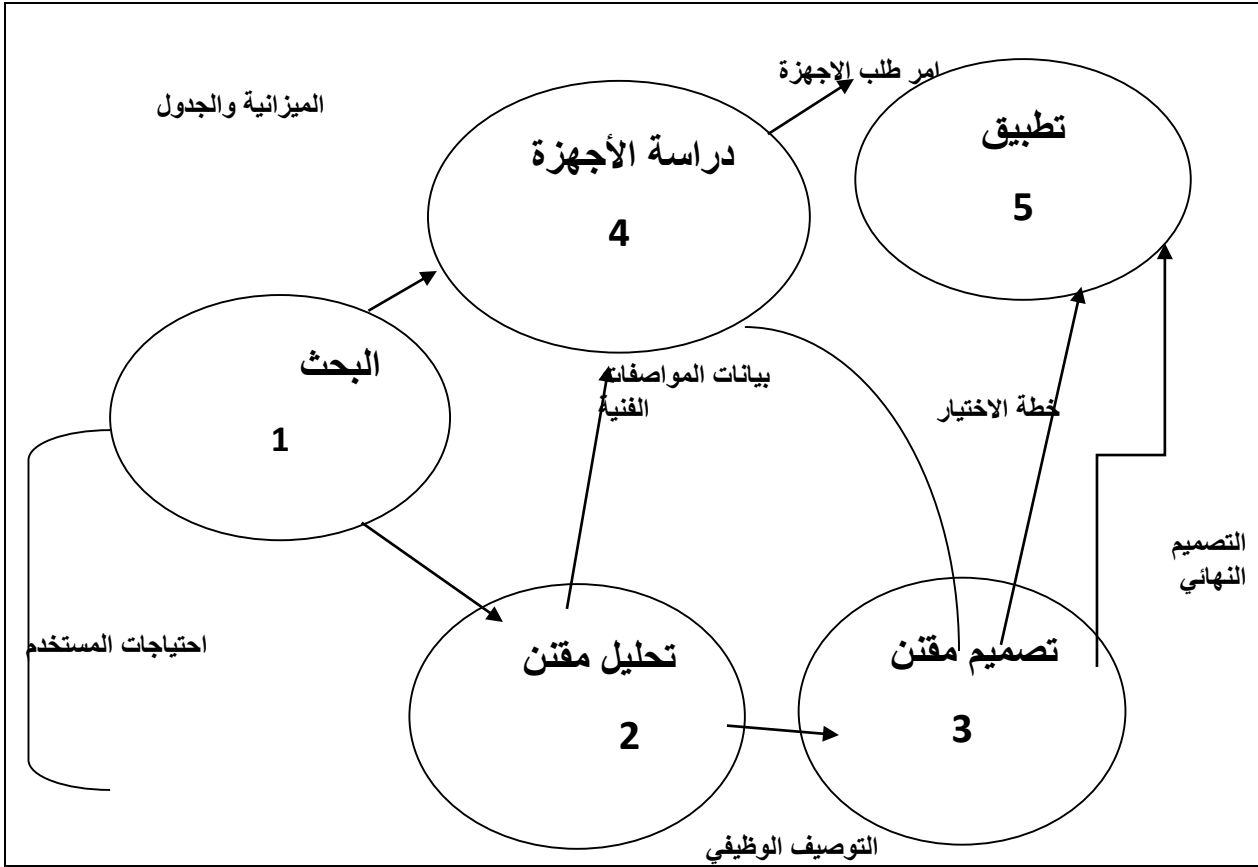 امر طلب الاجهزة
الميزانية والجدول
تطبيق
5
دراسة الأجهزة
4
البحث
1
بيانات المواصفات
الفنية
خطة الاختيار
التصميم
النهائي
احتياجات المستخدم
تحليل مقنن
2
تصميم مقنن
3
التوصيف الوظيفي